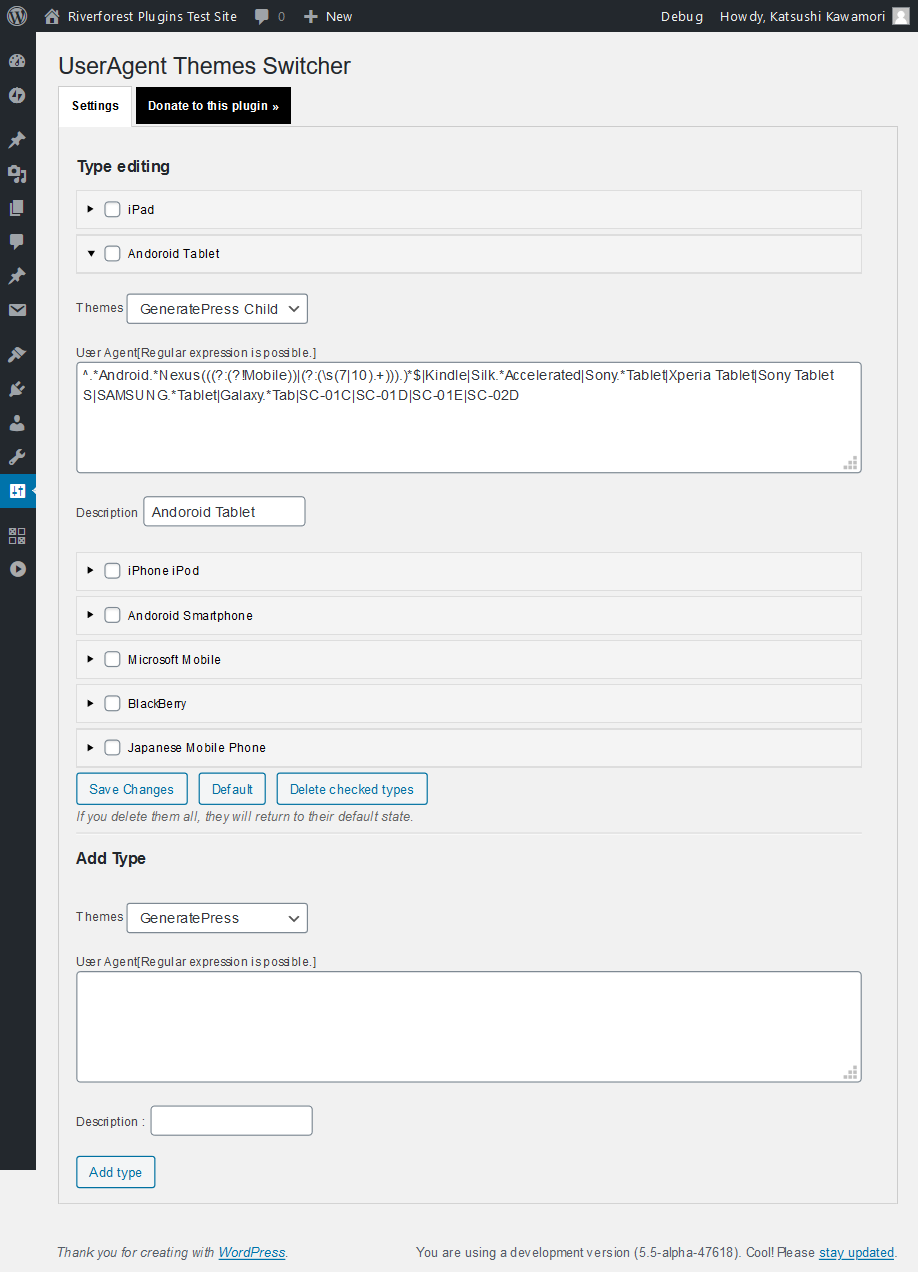 Riverforest Plugins Test Site 0 New Debug Howdy, Katsushi Kawamori
UserAgent Themes Switcher
Settings Donate to this plugin »
Type editing
iPad
Andoroid Tablet
Themes GeneratePress Child
User Agent[Regular expression is possible.]
^.*Android.*Nexus(((?:(?!Mobile))|(?:(\s(7|10).+))).)*$|Kindle|Silk.*Accelerated|Sony.*Tablet|Xperia Tablet|Sony Tablet
S|SAMSUNG.*Tablet|Galaxy.*Tab|SC-01C|SC-01D|SC-01E|SC-02D
Description Andoroid Tablet
iPhone iPod
Andoroid Smartphone
Microsoft Mobile
BlackBerry
Japanese Mobile Phone
Save Changes Default Delete checked types
If you delete them all, they will return to their default state.
Add Type
Themes GeneratePress
User Agent[Regular expression is possible.]
Description :
Add type
Thank you for creating with WordPress. You are using a development version (5.5-alpha-47618). Cool! Please stay updated.